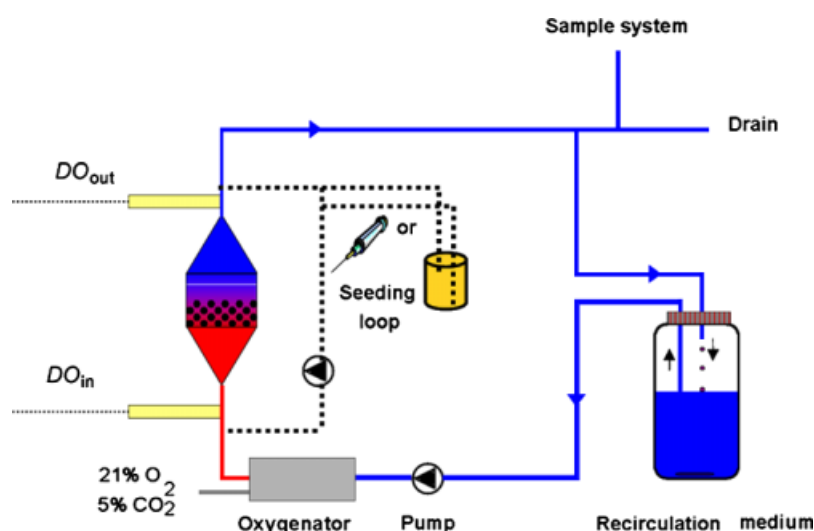 Sample system
Drain
DOout
or
Seeding
loop
DOin
21% O2
5% CO2
Oxygenator Pump Recirculation medium